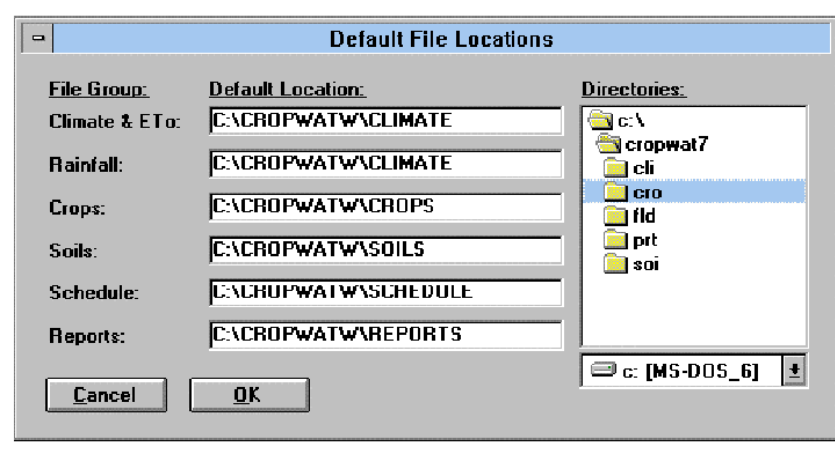 Default File Locations
File Group: Default Location: Directories:
Climate & ETo: C:\CROPWATW\CLIMATE
Rainfall: C:\CROPWATW\CLIMATE
Crops: C:\CROPWATW\CROPS
Soils: C:\CROPWATW\SOILS
Schedule: C:\CROPWATW\SCHEDULE
Reports: C:\CROPWATW\REPORTS
c:\
cropwat7
cli
cro
fld
prt
soi
c: [MS-DOS_6]
Cancel OK